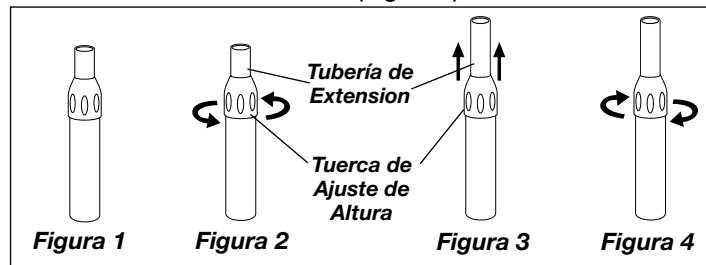 Tubería de
Extension
Tuerca de
Ajuste de
Altura
Figura 1
Figura 2
Figura 3
Figura 4